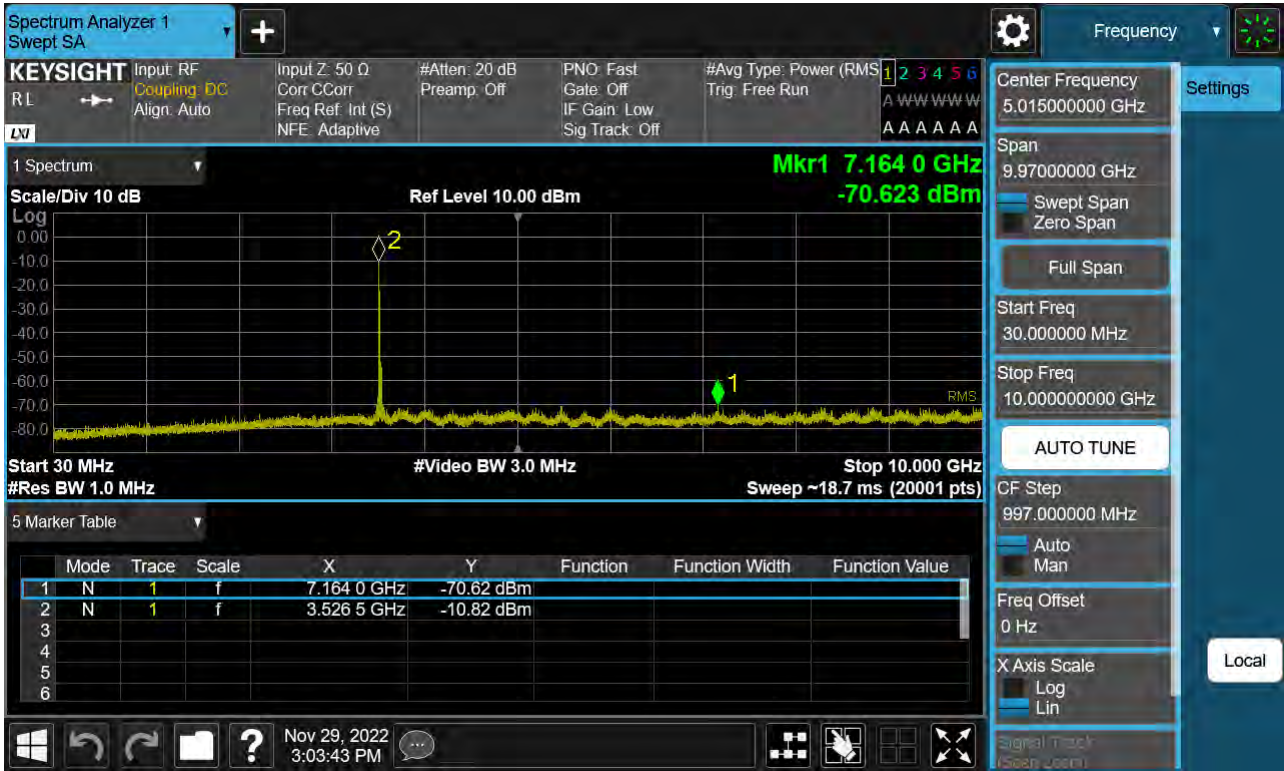 Spectrum Analyzer 1
Swept SA
Frequency
KEYSIGHT
RL
LXI
Input: RF
Coupling: DC
Align: Auto
Input Z: 50 Ω
Corr CCorr
Freq Ref: Int (S)
NFE: Adaptive
#Atten: 20 dB
Preamp: Off
PNO: Fast
Gate: Off
IF Gain: Low
Sig Track: Off
#Avg Type: Power (RMS
Trig: Free Run
1 2 3 4 5 6
A W W W W W
A A A A A A
1 Spectrum
Mkr1 7.164 0 GHz
-70.623 dBm
Scale/Div 10 dB
Ref Level 10.00 dBm
Log
0.00
-10.0
-20.0
-30.0
-40.0
-50.0
-60.0
-70.0
-80.0
2
1
RMS
Start 30 MHz
#Video BW 3.0 MHz
Stop 10.000 GHz
#Res BW 1.0 MHz
Sweep ~18.7 ms (20001 pts)
5 Marker Table
Mode Trace Scale X Y Function Function Width Function Value
1 N 1 f 7.164 0 GHz -70.62 dBm
2 N 1 f 3.526 5 GHz -10.82 dBm
3
4
5
6
Nov 29, 2022
3:03:43 PM
Center Frequency
5.015000000 GHz
Settings
Span
9.97000000 GHz
Swept Span
Zero Span
Full Span
Start Freq
30.000000 MHz
Stop Freq
10.000000000 GHz
AUTO TUNE
CF Step
997.000000 MHz
Auto
Man
Freq Offset
0 Hz
X Axis Scale
Log
Lin
Signal Track
(Span Zoom)
Local